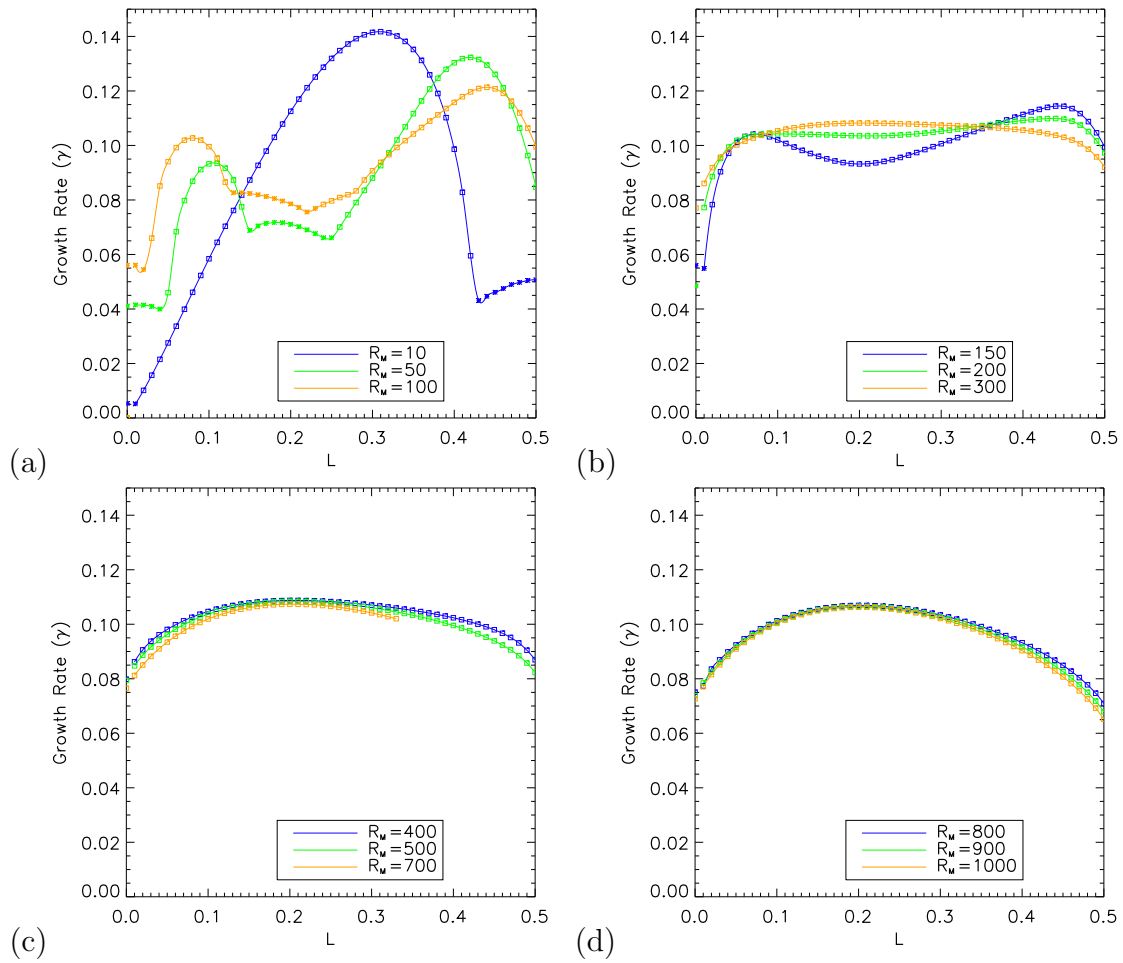 0.14
0.12
0.10
0.08
0.06
0.04
0.02
0.00
Growth Rate (γ)
R_M=10
R_M=50
R_M=100
0.0 0.1 0.2 0.3 0.4 0.5
L
(a)
0.14
0.12
0.10
0.08
0.06
0.04
0.02
0.00
Growth Rate (γ)
R_M=150
R_M=200
R_M=300
0.0 0.1 0.2 0.3 0.4 0.5
L
(b)
0.14
0.12
0.10
0.08
0.06
0.04
0.02
0.00
Growth Rate (γ)
R_M=400
R_M=500
R_M=700
0.0 0.1 0.2 0.3 0.4 0.5
L
(c)
0.14
0.12
0.10
0.08
0.06
0.04
0.02
0.00
Growth Rate (γ)
R_M=800
R_M=900
R_M=1000
0.0 0.1 0.2 0.3 0.4 0.5
L
(d)